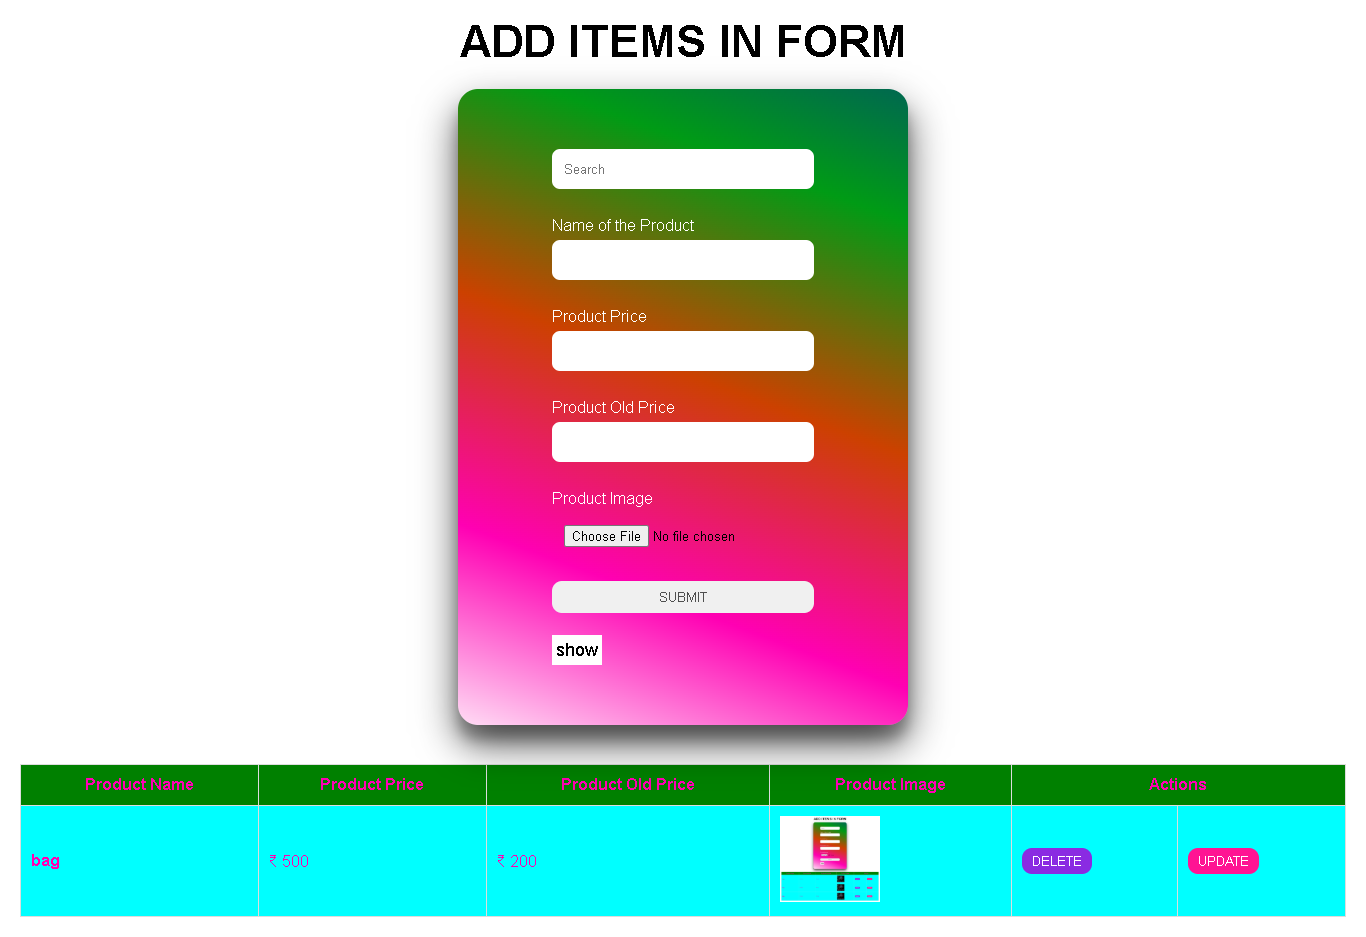 ADD ITEMS IN FORM
Search
Name of the Product
Product Price
Product Old Price
Product Image
Choose File No file chosen
SUBMIT
show
Product Name Product Price Product Old Price Product Image Actions
bag ₹ 500 ₹ 200 DELETE UPDATE